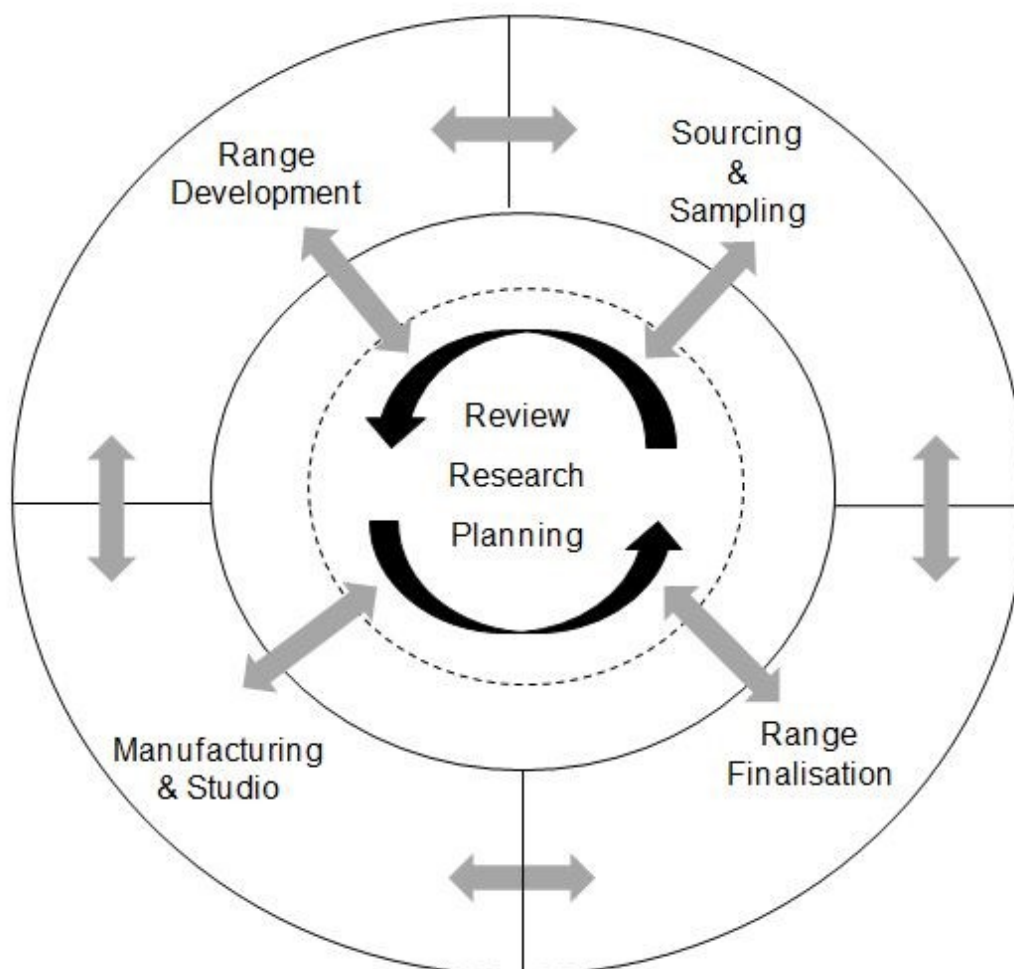 Range
Development
Sourcing
&
Sampling
Review
Research
Planning
Manufacturing
& Studio
Range
Finalisation